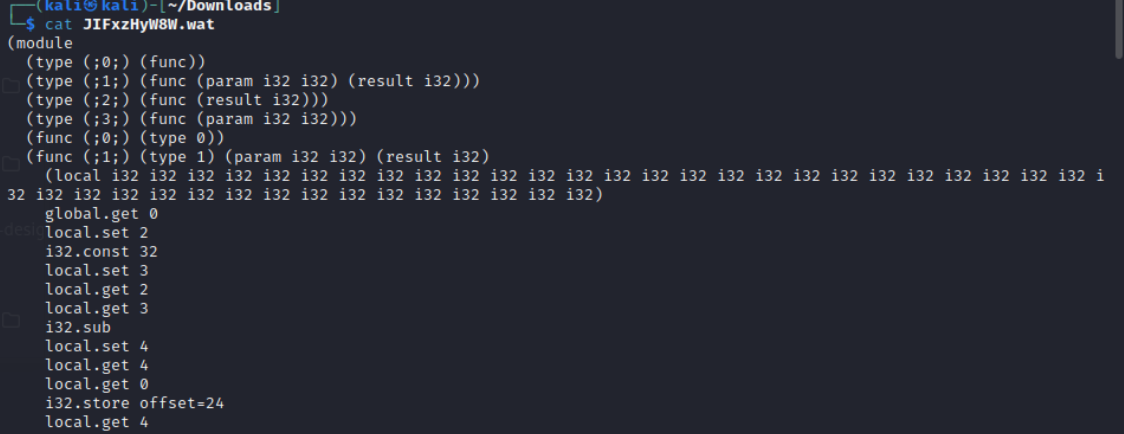 ┌──(kali㉿kali)-[~/Downloads]
└─$ cat JIFxzHyW8W.wat
(module
  (type (;0;) (func))
  (type (;1;) (func (param i32 i32) (result i32)))
  (type (;2;) (func (result i32)))
  (type (;3;) (func (param i32 i32)))
  (func (;0;) (type 0))
  (func (;1;) (type 1) (param i32 i32) (result i32)
    (local i32 i32 i32 i32 i32 i32 i32 i32 i32 i32 i32 i32 i32 i32 i32 i32 i32 i32 i32 i32 i32 i32 i32 i32 i32 i32 i
32 i32 i32 i32 i32 i32 i32 i32 i32 i32 i32 i32 i32 i32 i32 i32)
    global.get 0
    local.set 2
    i32.const 32
    local.set 3
    local.get 2
    local.get 3
    i32.sub
    local.set 4
    local.get 4
    local.get 0
    i32.store offset=24
    local.get 4